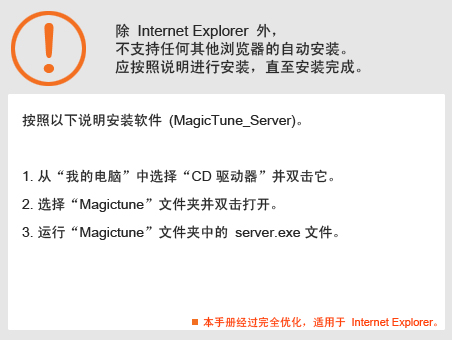 除 Internet Explorer 外，
不支持任何其他浏览器的自动安装。
应按照说明进行安装，直至安装完成。
按照以下说明安装软件 (MagicTune_Server)。
1. 从“我的电脑”中选择“CD 驱动器”并双击它。
2. 选择“Magictune”文件夹并双击打开。
3. 运行“Magictune”文件夹中的 server.exe 文件。
■ 本手册经过完全优化，适用于 Internet Explorer。